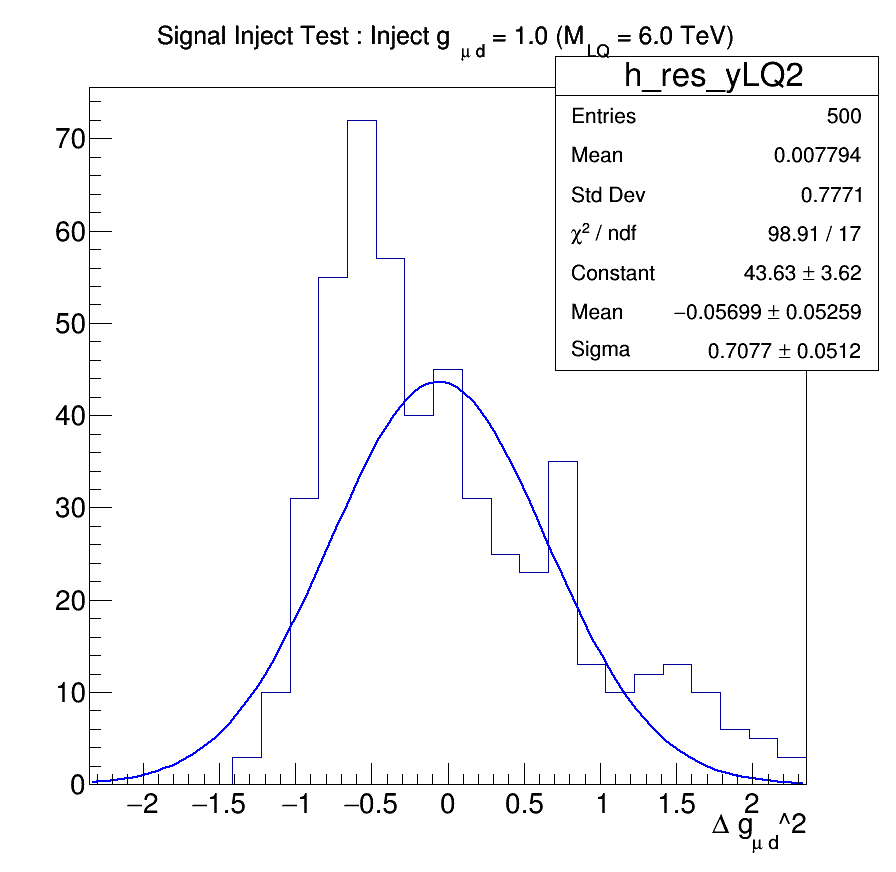 Signal Inject Test : Inject g μ d = 1.0 (M LQ = 6.0 TeV)
h_res_yLQ2
Entries 500
Mean 0.007794
Std Dev 0.7771
χ² / ndf 98.91 / 17
Constant 43.63 ± 3.62
Mean −0.05699 ± 0.05259
Sigma 0.7077 ± 0.0512
70
60
50
40
30
20
10
0
−2 −1.5 −1 −0.5 0 0.5 1 1.5 2
Δ g μ d ^2